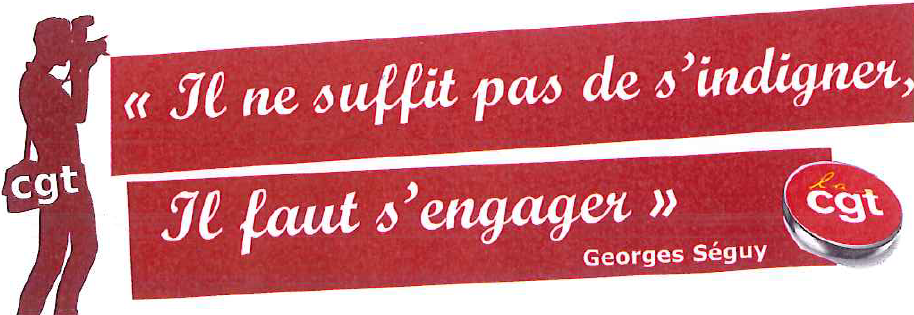 « Il ne suffit pas de s'indigner,
cgt
Il faut s'engager »
Georges Séguy
la
cgt